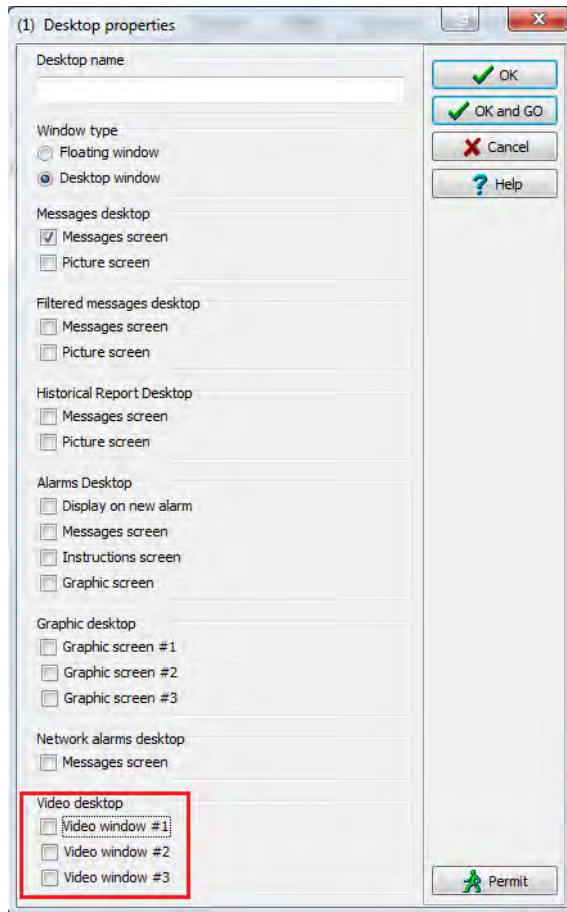 (1) Desktop properties
Desktop name
Window type
Floating window
Desktop window
Messages desktop
Messages screen
Picture screen
Filtered messages desktop
Messages screen
Picture screen
Historical Report Desktop
Messages screen
Picture screen
Alarms Desktop
Display on new alarm
Messages screen
Instructions screen
Graphic screen
Graphic desktop
Graphic screen #1
Graphic screen #2
Graphic screen #3
Network alarms desktop
Messages screen
Video desktop
Video window #1
Video window #2
Video window #3
OK
OK and GO
Cancel
Help
Permit